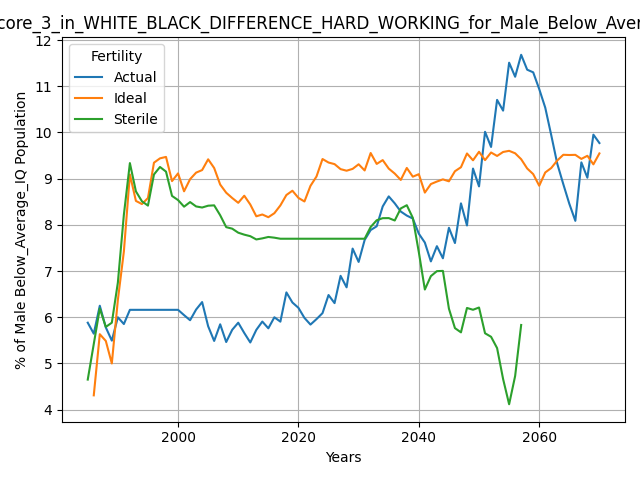 core_3_in_WHITE_BLACK_DIFFERENCE_HARD_WORKING_for_Male_Below_Aver
Fertility
Actual
Ideal
Sterile
12
11
10
9
8
7
6
5
4
% of Male Below_Average_IQ Population
2000
2020
2040
2060
Years